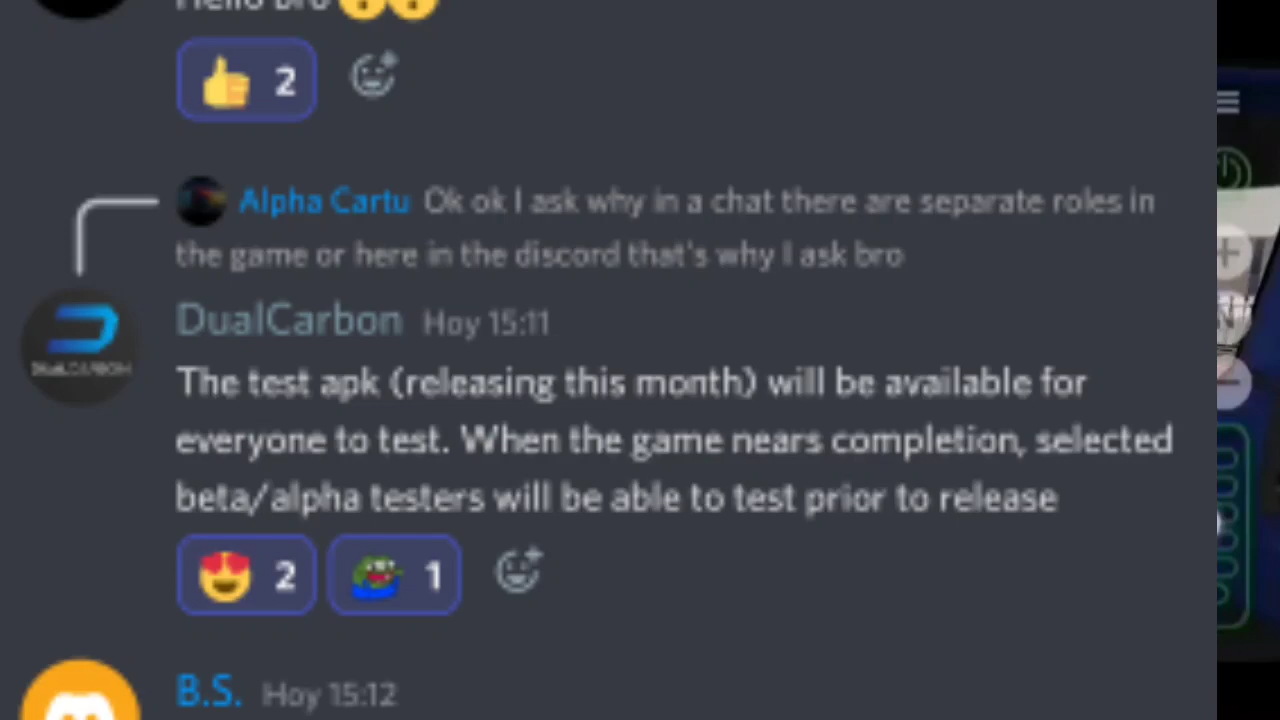 Hello bro
2
Alpha Cartu Ok ok I ask why in a chat there are separate roles in
the game or here in the discord that's why I ask bro
DualCarbon Hoy 15:11
DUALCARBON
The test apk (releasing this month) will be available for
everyone to test. When the game nears completion, selected
beta/alpha testers will be able to test prior to release
2 1
B.S. Hoy 15:12
N